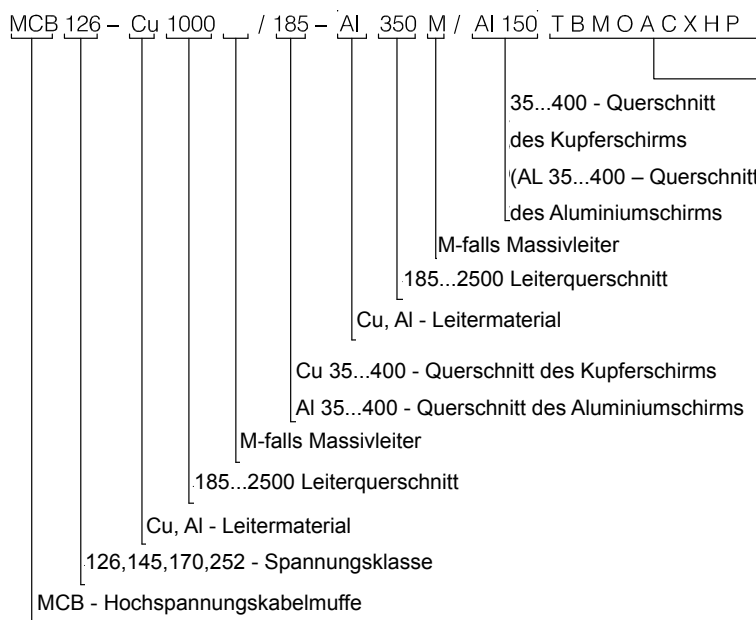 MCB 126 – Cu 1000 / 185 – Al 350 M / Al 150 T B M O A C X H P
35...400 - Querschnitt
des Kupferschirms
(AL 35...400 – Querschnitt
des Aluminiumschirms
M-falls Massivleiter
185...2500 Leiterquerschnitt
Cu, Al - Leitermaterial
Cu 35...400 - Querschnitt des Kupferschirms
Al 35...400 - Querschnitt des Aluminiumschirms
M-falls Massivleiter
185...2500 Leiterquerschnitt
Cu, Al - Leitermaterial
126,145,170,252 - Spannungsklasse
MCB - Hochspannungskabelmuffe